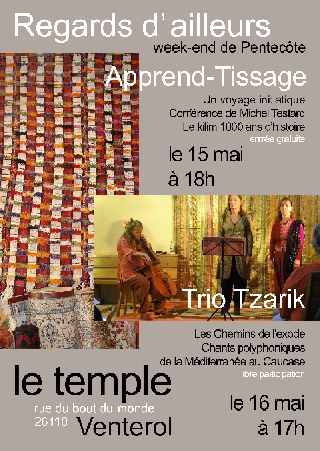 Regards d'ailleurs
week-end de Pentecôte
Apprend-Tissage
Un voyage initiatique
Conférence de Michel Testard
Le kilim 1000 ans d'histoire
entrée gratuite
le 15 mai
à 18h
Trio Tzarik
Les Chemins de l'exode
Chants polyphoniques
de la Méditerranée au Caucase
libre participation
le temple
rue du bout du monde
26110 Venterol
le 16 mai
à 17h